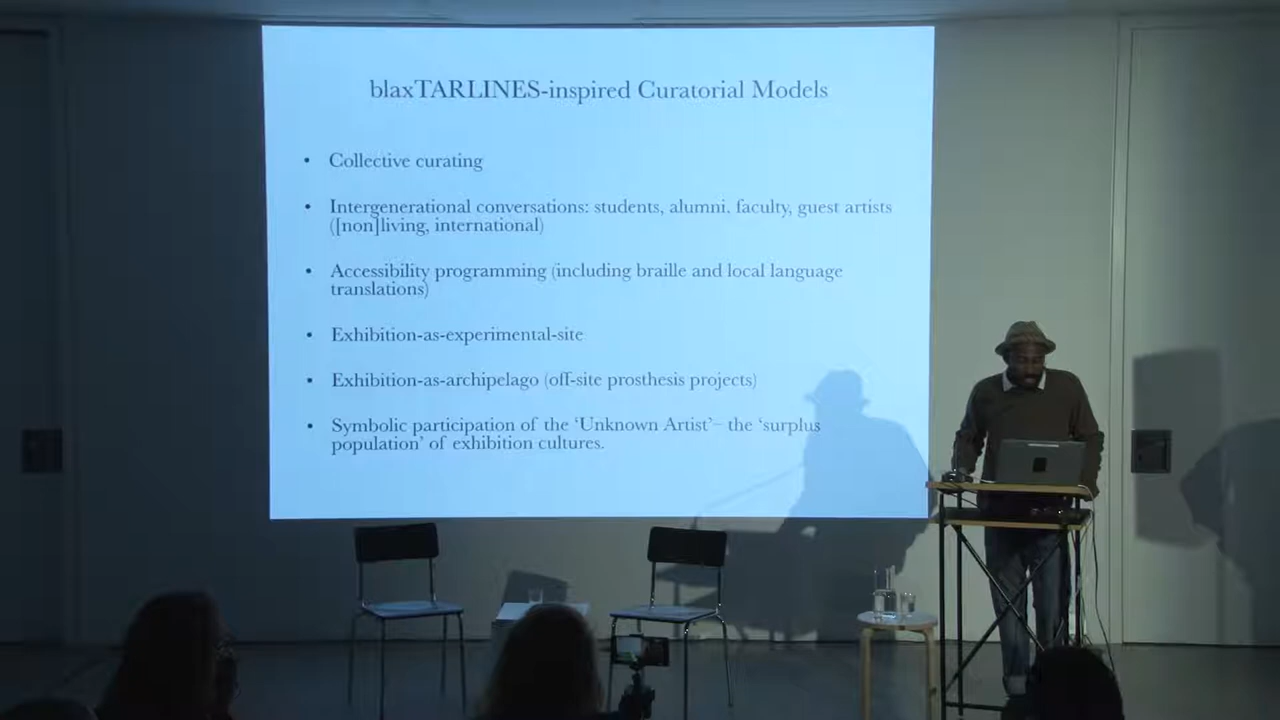 blaxTARLINES-inspired Curatorial Models
• Collective curating
• Intergenerational conversations: students, alumni, faculty, guest artists
([non]living, international)
• Accessibility programming (including braille and local language
translations)
• Exhibition-as-experimental-site
• Exhibition-as-archipelago (off-site prosthesis projects)
• Symbolic participation of the ‘Unknown Artist’– the ‘surplus
population’ of exhibition cultures.